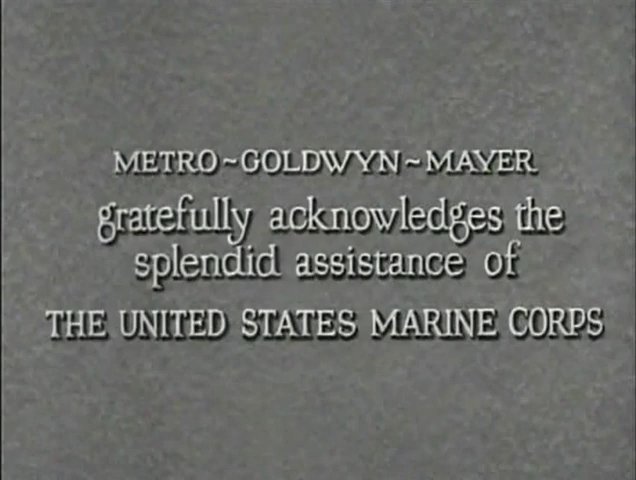 METRO~GOLDWYN~MAYER
gratefully acknowledges the
splendid assistance of
THE UNITED STATES MARINE CORPS